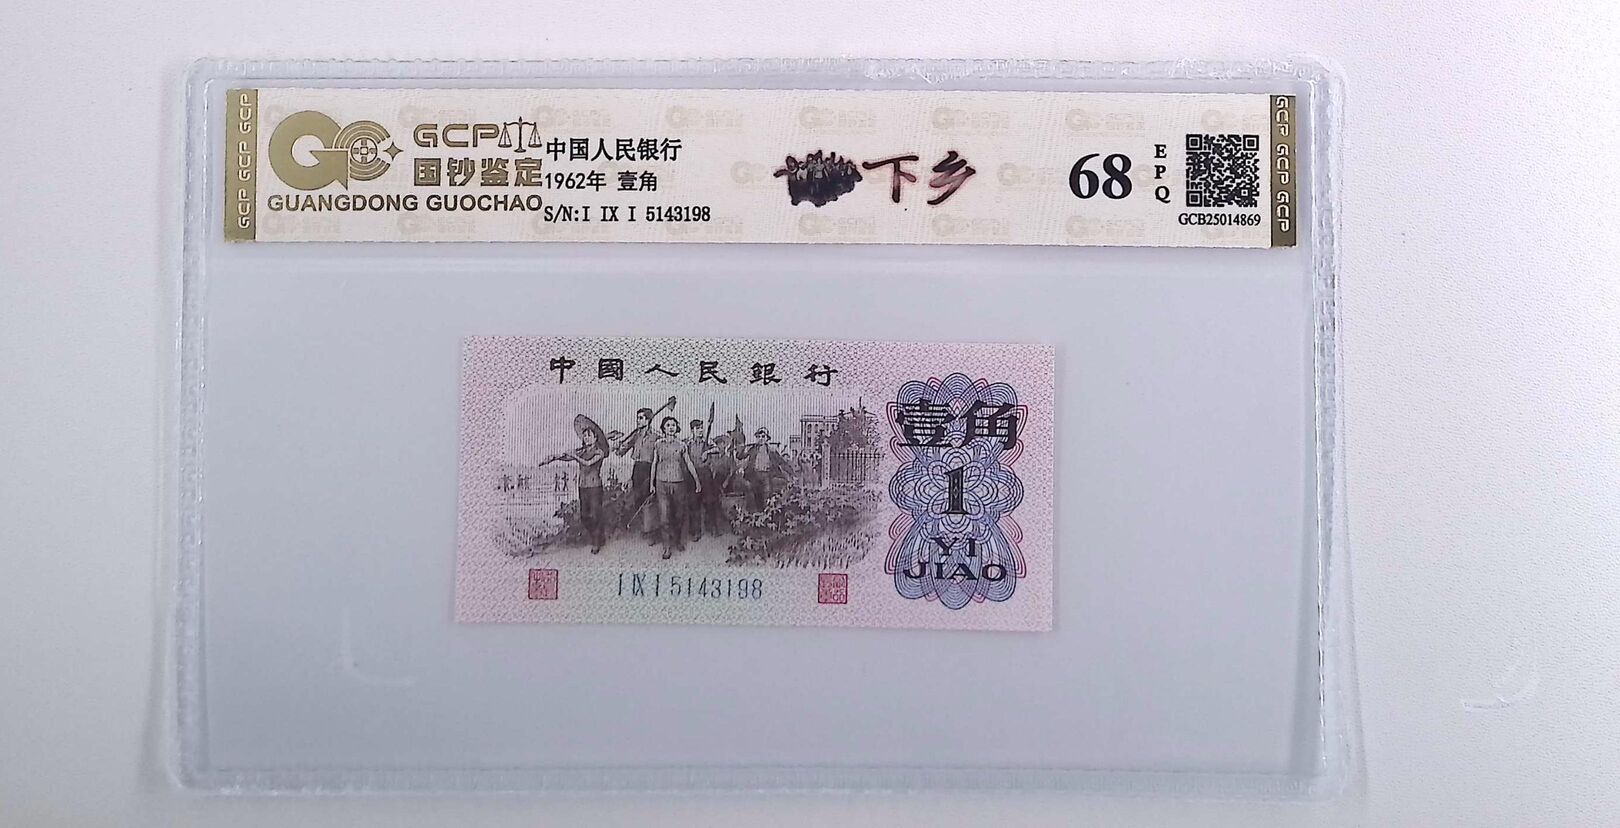 GCP GCP GCP
GCP
国钞鉴定
GUANGDONG GUOCHAO
中国人民银行
1962年 壹角
S/N:I IX I 5143198
下乡
68
EPQ
GCB25014869
GCP GCP GCP
中國人民銀行
壹角
1
YI
JIAO
I IX I 5143198